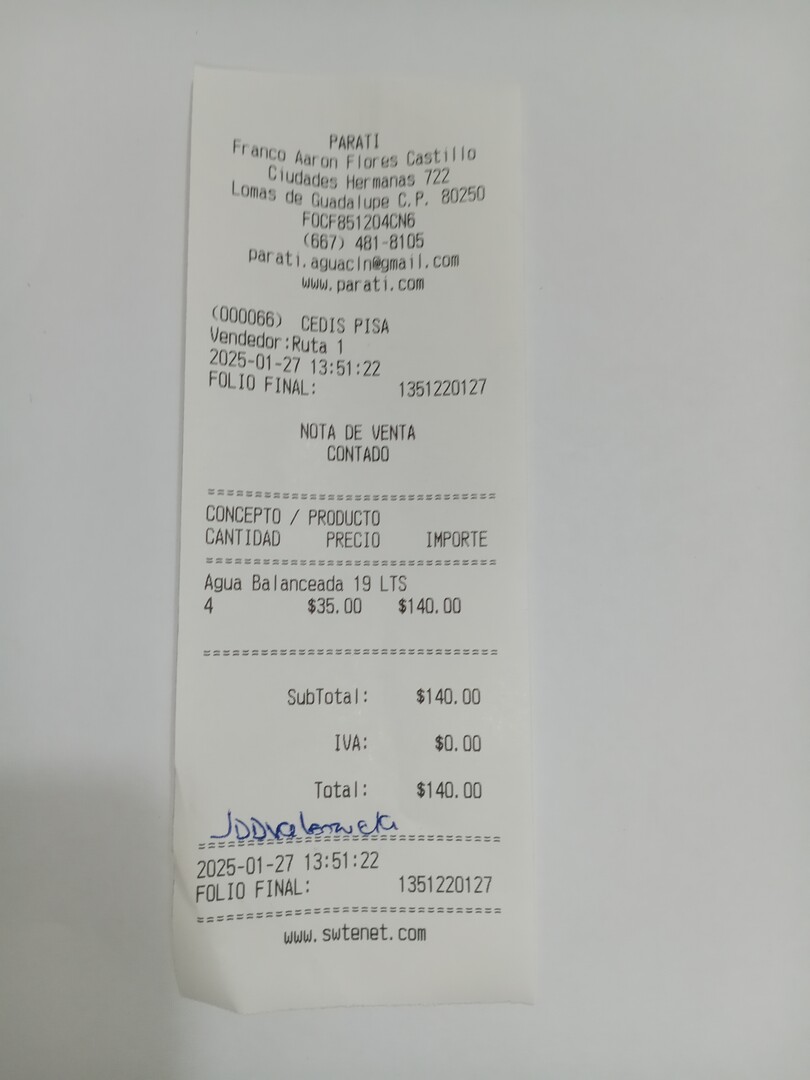 PARATI
Franco Aaron Flores Castillo
Ciudades Hermanas 722
Lomas de Guadalupe C.P. 80250
FOCF851204CN6
(667) 481-8105
parati.aguacln@gmail.com
www.parati.com
(000066) CEDIS PISA
Vendedor:Ruta 1
2025-01-27 13:51:22
FOLIO FINAL: 1351220127
NOTA DE VENTA
CONTADO
================================
CONCEPTO / PRODUCTO
CANTIDAD PRECIO IMPORTE
================================
Agua Balanceada 19 LTS
4 $35.00 $140.00
================================
SubTotal: $140.00
IVA: $0.00
Total: $140.00
================================
2025-01-27 13:51:22
FOLIO FINAL: 1351220127
================================
www.swtenet.com